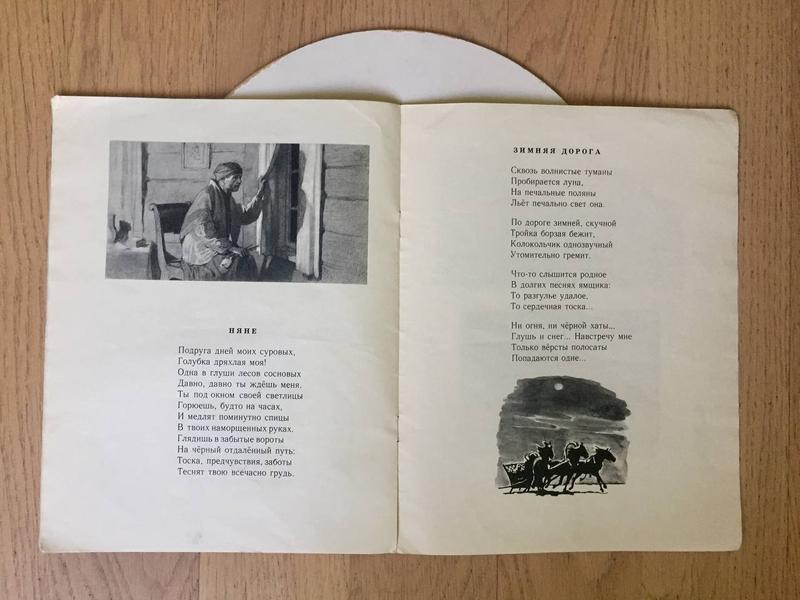 НЯНЕ
Подруга дней моих суровых,
Голубка дряхлая моя!
Одна в глуши лесов сосновых
Давно, давно ты ждёшь меня.
Ты под окном своей светлицы
Горюешь, будто на часах,
И медлят поминутно спицы
В твоих наморщенных руках.
Глядишь в забытые вороты
На чёрный отдалённый путь:
Тоска, предчувствия, заботы
Теснят твою всечасно грудь.
ЗИМНЯЯ ДОРОГА
Сквозь волнистые туманы
Пробирается луна,
На печальные поляны
Льёт печально свет она.
По дороге зимней, скучной
Тройка борзая бежит,
Колокольчик однозвучный
Утомительно гремит.
Что-то слышится родное
В долгих песнях ямщика:
То разгулье удалое,
То сердечная тоска...
Ни огня, ни чёрной хаты...
Глушь и снег... Навстречу мне
Только вёрсты полосаты
Попадаются одне...